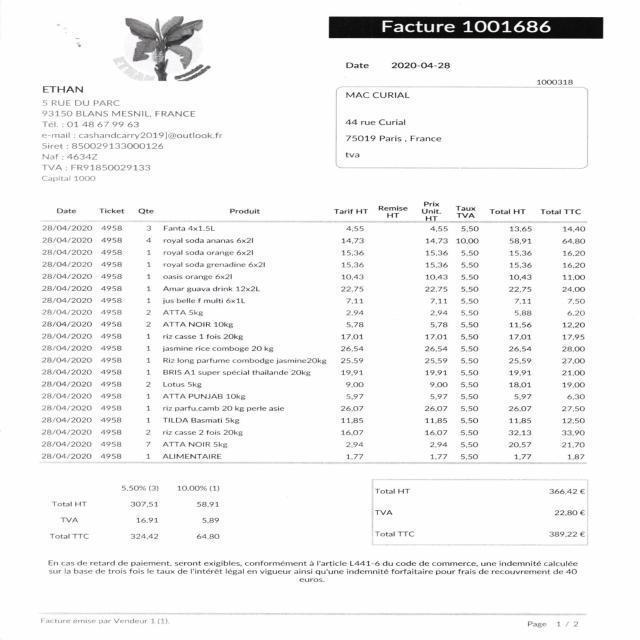 Facture 1001686
ETHAN
Date 2020-04-28
1000318
ETHAN
5 RUE DU PARC
93150 BLANS MESNIL, FRANCE
Tél. : 01 48 67 99 63
e-mail : cashandcarry2019]@outlook.fr
Siret : 850029133000126
Naf : 4634Z
TVA : FR91850029133
Capital 1000
MAC CURIAL
44 rue Curial
75019 Paris , France
tva
Date Ticket Qte Produit Tarif HT Remise HT Prix Unit. HT Taux TVA Total HT Total TTC
28/04/2020 4958 3 Fanta 4x1.5L 4,55 4,55 5,50 13,65 14,40
28/04/2020 4958 4 royal soda ananas 6x2l 14,73 14,73 10,00 58,91 64,80
28/04/2020 4958 1 royal soda orange 6x2l 15,36 15,36 5,50 15,36 16,20
28/04/2020 4958 1 royal soda grenadine 6x2l 15,36 15,36 5,50 15,36 16,20
28/04/2020 4958 1 oasis orange 6x2l 10,43 10,43 5,50 10,43 11,00
28/04/2020 4958 1 Amar guava drink 12x2L 22,75 22,75 5,50 22,75 24,00
28/04/2020 4958 1 jus belle f multi 6x1L 7,11 7,11 5,50 7,11 7,50
28/04/2020 4958 2 ATTA 5kg 2,94 2,94 5,50 5,88 6,20
28/04/2020 4958 2 ATTA NOIR 10kg 5,78 5,78 5,50 11,56 12,20
28/04/2020 4958 1 riz casse 1 fois 20kg 17,01 17,01 5,50 17,01 17,95
28/04/2020 4958 1 jasmine rice comboge 20 kg 26,54 26,54 5,50 26,54 28,00
28/04/2020 4958 1 Riz long parfume combodge jasmine20kg 25,59 25,59 5,50 25,59 27,00
28/04/2020 4958 1 BRIS A1 super spécial thailande 20kg 19,91 19,91 5,50 19,91 21,00
28/04/2020 4958 2 Lotus 5kg 9,00 9,00 5,50 18,01 19,00
28/04/2020 4958 1 ATTA PUNJAB 10kg 5,97 5,97 5,50 5,97 6,30
28/04/2020 4958 1 riz parfu.camb 20 kg perle asie 26,07 26,07 5,50 26,07 27,50
28/04/2020 4958 1 TILDA Basmati 5kg 11,85 11,85 5,50 11,85 12,50
28/04/2020 4958 2 riz casse 2 fois 20kg 16,07 16,07 5,50 32,13 33,90
28/04/2020 4958 7 ATTA NOIR 5kg 2,94 2,94 5,50 20,57 21,70
28/04/2020 4958 1 ALIMENTAIRE 1,77 1,77 5,50 1,77 1,87
5.50% (3) 10.00% (1)
Total HT 307,51 58,91
TVA 16,91 5,89
Total TTC 324,42 64,80
Total HT 366,42 €
TVA 22,80 €
Total TTC 389,22 €
En cas de retard de paiement, seront exigibles, conformément à l'article L441-6 du code de commerce, une indemnité calculée
sur la base de trois fois le taux de l'intérêt légal en vigueur ainsi qu'une indemnité forfaitaire pour frais de recouvrement de 40
euros.
Facture émise par Vendeur 1 (1).
Page 1 / 2